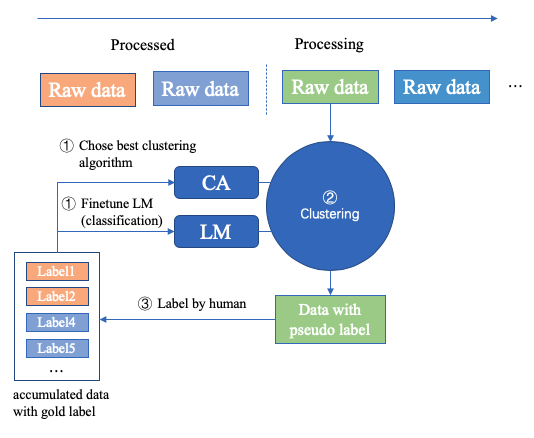 Processed
Processing
Raw data
Raw data
Raw data
Raw data
...
① Chose best clustering
algorithm
CA
② 
Clustering
① Finetune LM
(classification)
LM
Label1
Label2
Label4
Label5
...
③ Label by human
Data with
pseudo label
accumulated data
with gold label